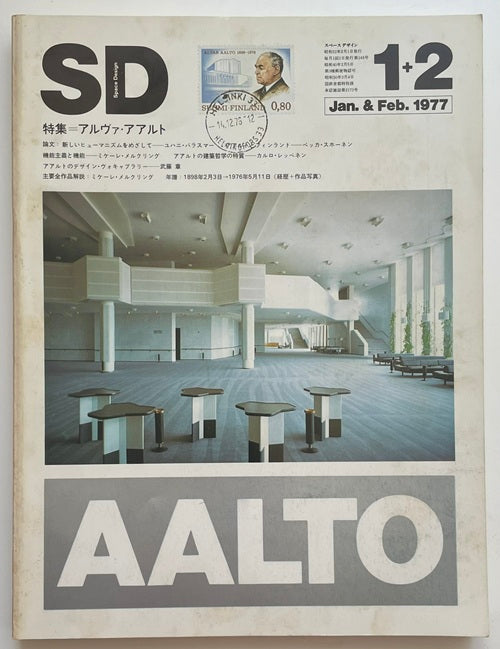 SD
Space Design
ALVAR AALTO 1898-1976
SUOMI FINLAND 0,80
HELSINKI
14.12.76-12
スペースデザイン
1+2
Jan. & Feb. 1977
特集=アルヴァ・アアルト
論文:新しいヒューマニズムをめざして——ユハニ・パラスマー
ィンラント——ペッカ・スホーネン
機能主義と機能——ミケーレ・メルクリング アアルトの建築哲学の特質——カルロ・レッペネン
アアルトのデザイン・ヴォキャブラリー——武藤 章
主要全作品解説:ミケーレ・メルクリング 年譜:1898年2月3日→1976年5月11日(経歴+作品写真)
AALTO